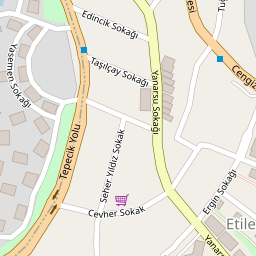 Edincik Sokağı
Taşılçay Sokağı
Yasemen Sokağı
Tepecik Yolu
Yanarsu Sokağı
Seher Yıldız Sokak
Cevher Sokak
Ergin Sokağı
Cengiz
Etile
Yanars